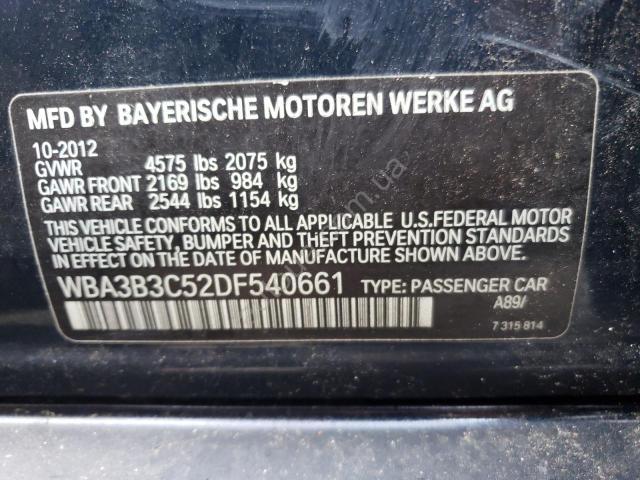 MFD BY BAYERISCHE MOTOREN WERKE AG
10-2012
GVWR 4575 lbs 2075 kg
GAWR FRONT 2169 lbs 984 kg
GAWR REAR 2544 lbs 1154 kg
THIS VEHICLE CONFORMS TO ALL APPLICABLE U.S.FEDERAL MOTOR
VEHICLE SAFETY, BUMPER AND THEFT PREVENTION STANDARDS
IN EFFECT ON THE DATE OF MANUFACTURE SHOWN ABOVE.
WBA3B3C52DF540661 TYPE: PASSENGER CAR
A89/
7 315 814